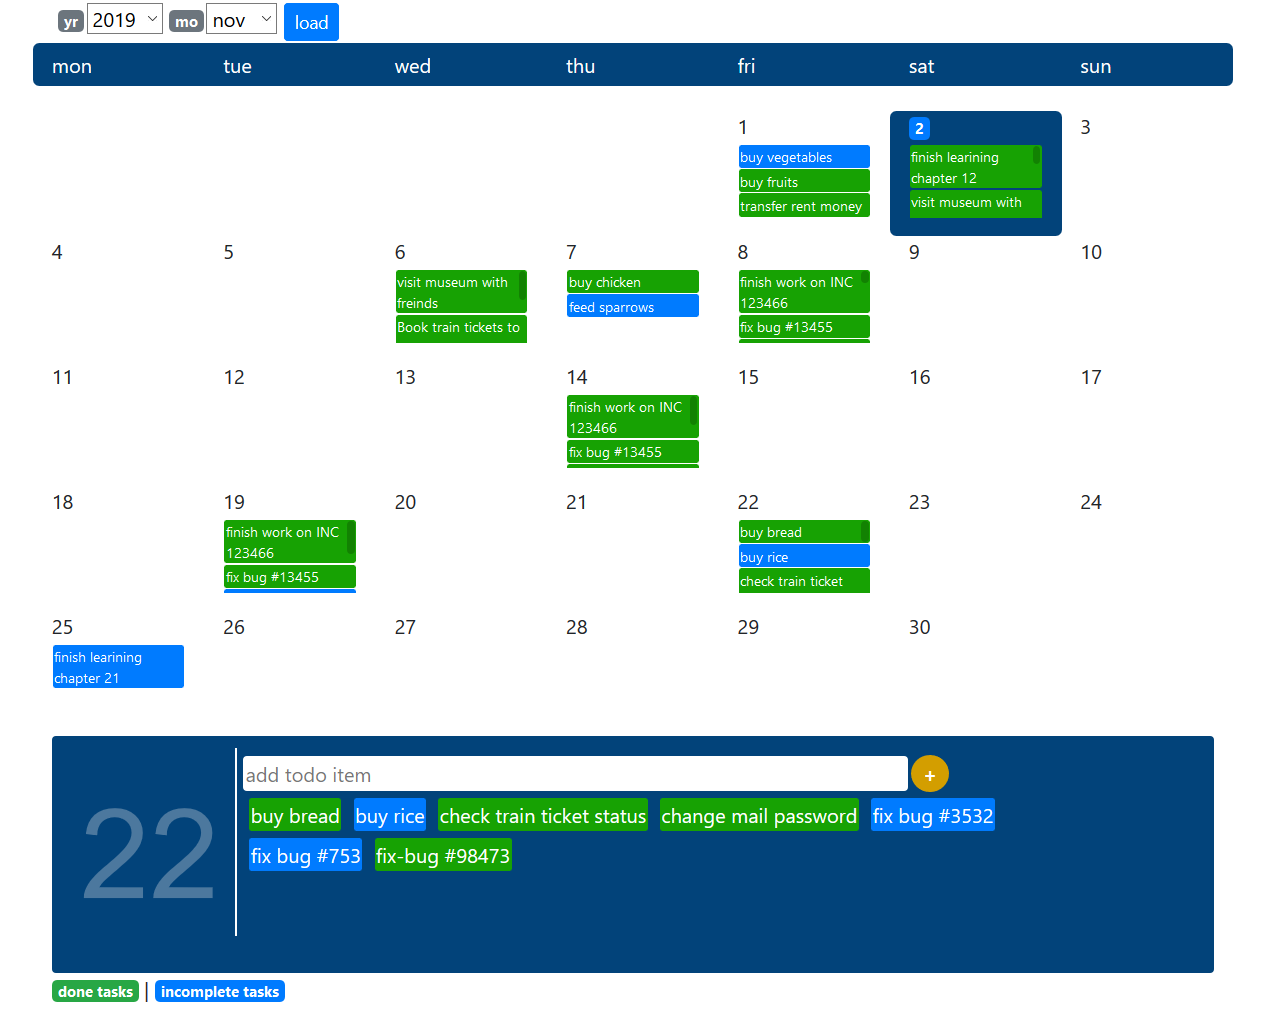 yr 2019 mo nov load
mon tue wed thu fri sat sun
1 2 3
buy vegetables
buy fruits
transfer rent money
finish learining
chapter 12
visit museum with
4 5 6 7 8 9 10
visit museum with
freinds
Book train tickets to
buy chicken
feed sparrows
finish work on INC
123466
fix bug #13455
11 12 13 14 15 16 17
finish work on INC
123466
fix bug #13455
18 19 20 21 22 23 24
finish work on INC
123466
fix bug #13455
buy bread
buy rice
check train ticket
25 26 27 28 29 30
finish learining
chapter 21
22
add todo item +
buy bread buy rice check train ticket status change mail password fix bug #3532
fix bug #753 fix-bug #98473
done tasks | incomplete tasks